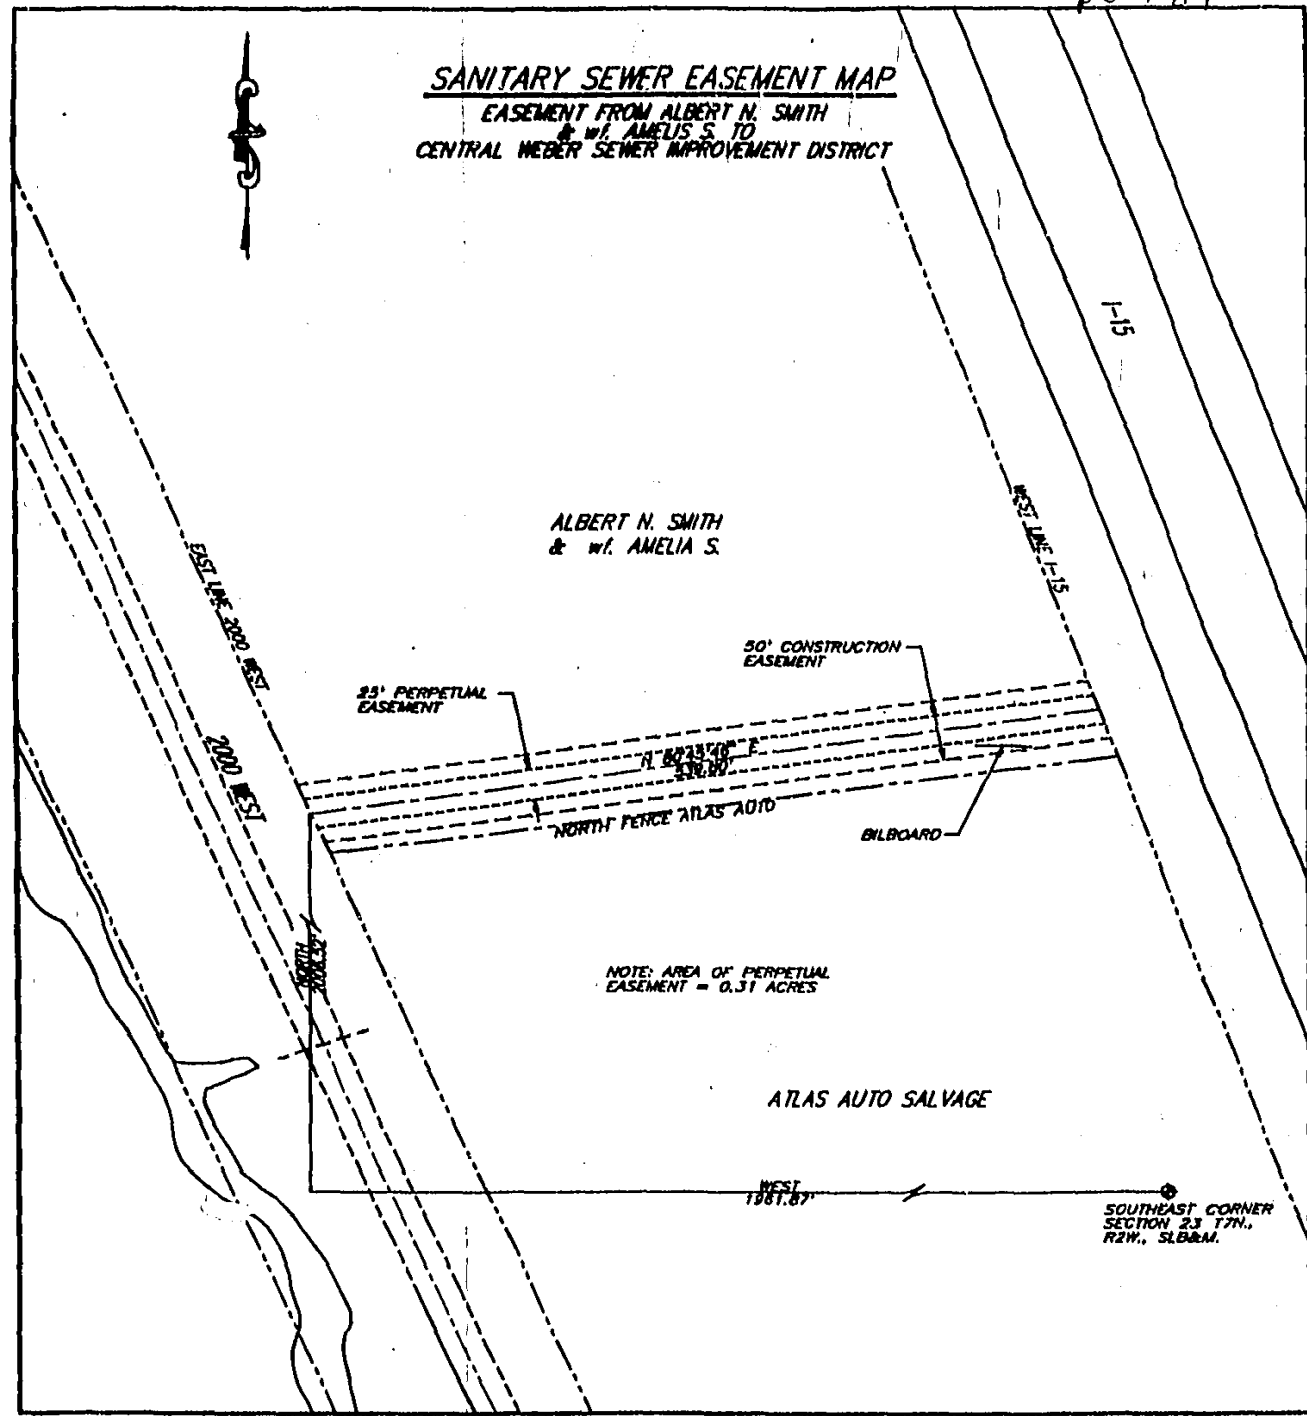 SANITARY SEWER EASEMENT MAP
EASEMENT FROM ALBERT N. SMITH
& wf. AMELIS S. TO
CENTRAL WEBER SEWER IMPROVEMENT DISTRICT
I-15
WEST LINE I-15
ALBERT N. SMITH
& wf. AMELIA S.
EAST LINE 2000 WEST
2000 WEST
50' CONSTRUCTION
EASEMENT
25' PERPETUAL
EASEMENT
NORTH FENCE ATLAS AUTO
BILBOARD
NORTH
NOTE: AREA OF PERPETUAL
EASEMENT = 0.31 ACRES
ATLAS AUTO SALVAGE
WEST
1961.87'
SOUTHEAST CORNER
SECTION 23 T7N.,
R2W., SLB&M.